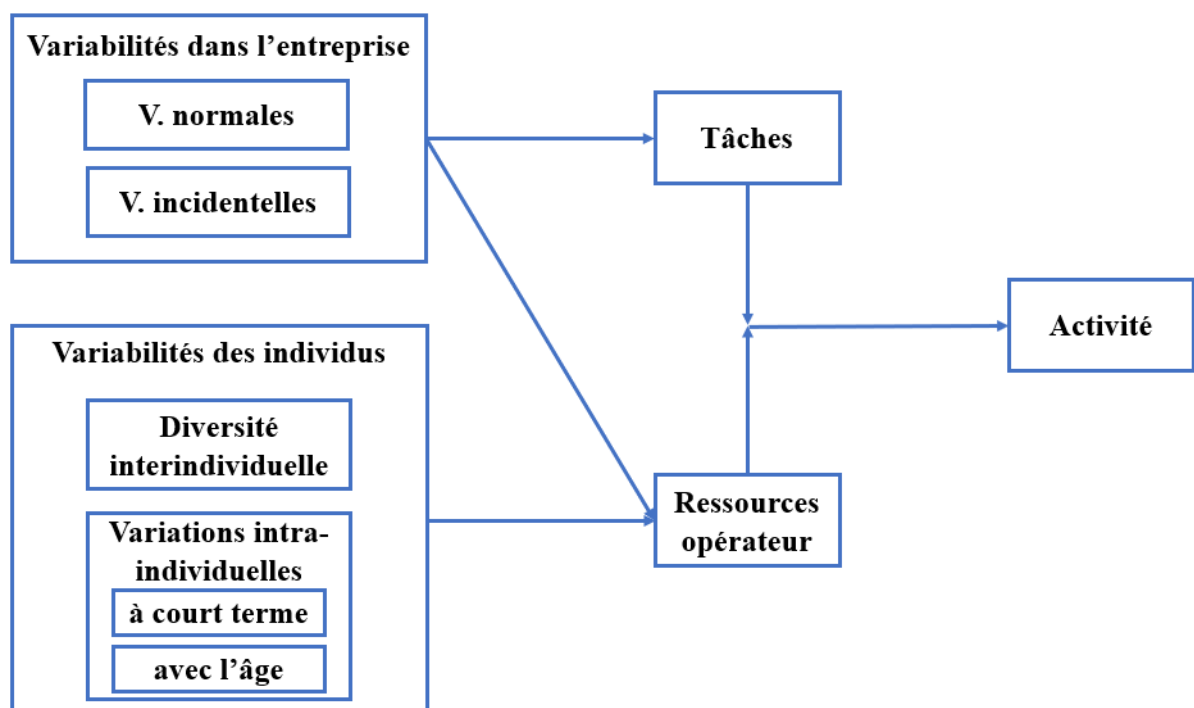 Variabilités dans l’entreprise
V. normales
V. incidentelles
Tâches
Activité
Variabilités des individus
Diversité
interindividuelle
Variations intra-
individuelles
à court terme
avec l’âge
Ressources
opérateur